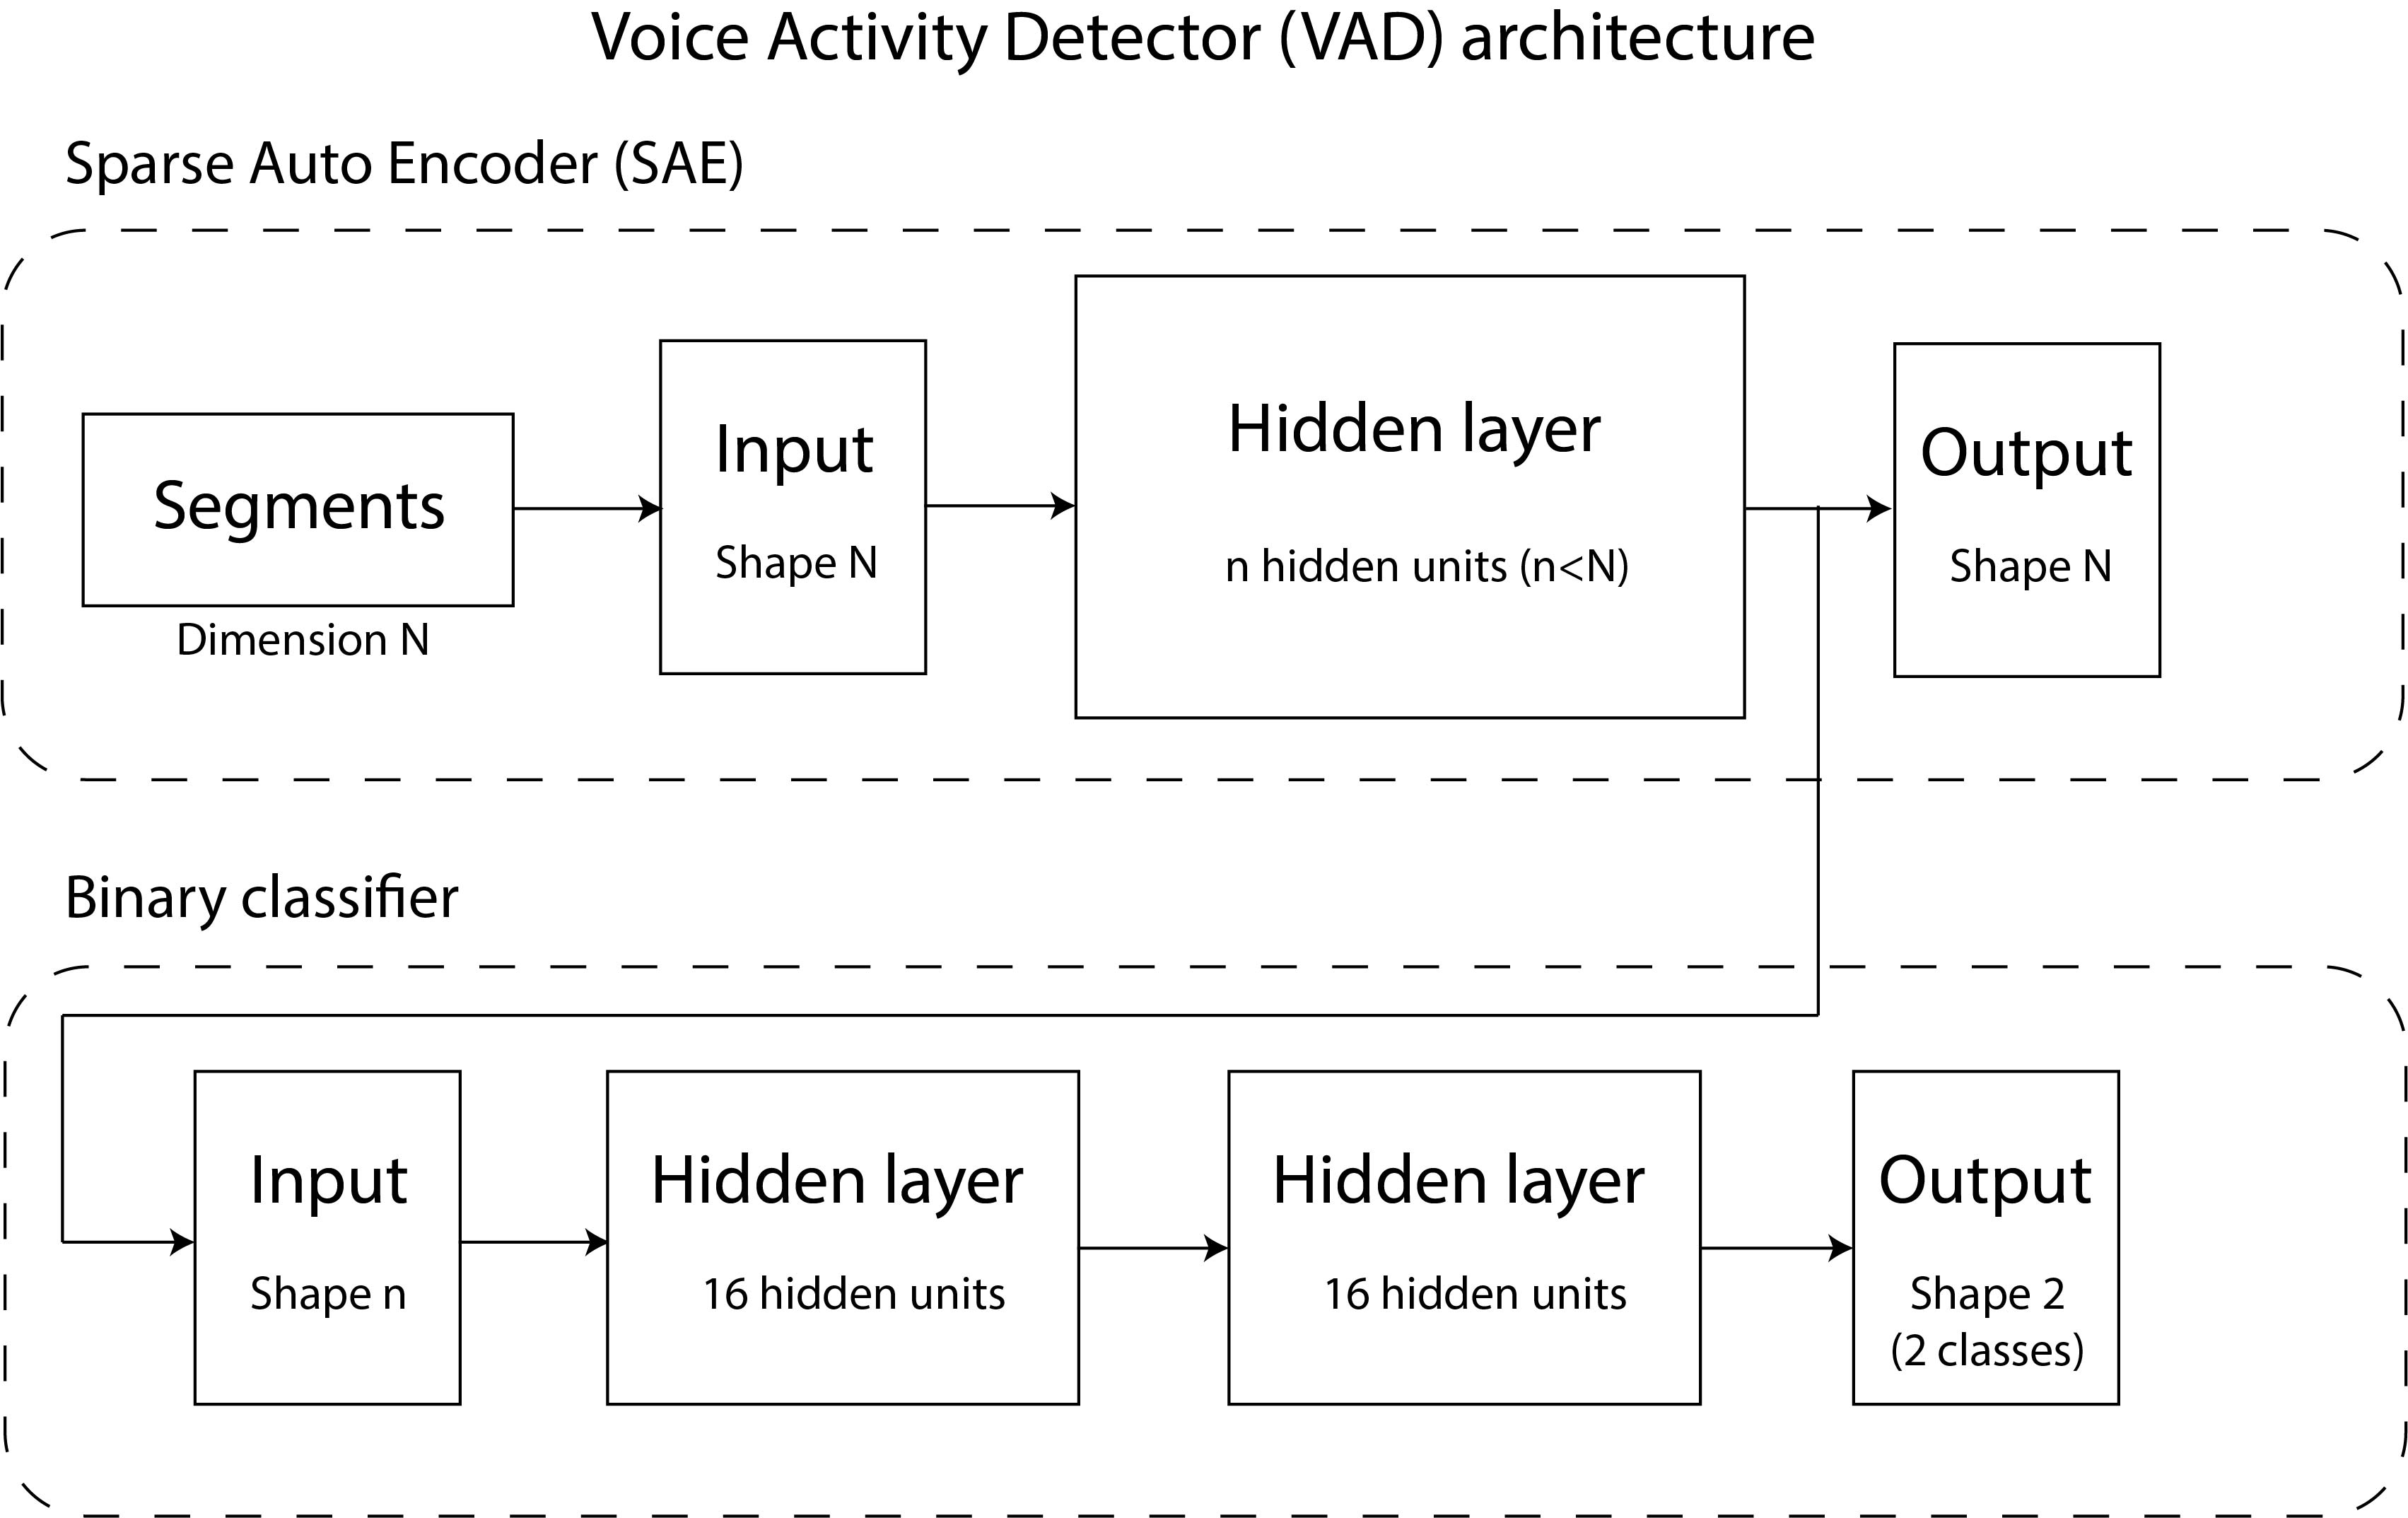 Voice Activity Detector (VAD) architecture
Sparse Auto Encoder (SAE)
Segments
Dimension N
Input
Shape N
Hidden layer
n hidden units (n<N)
Output
Shape N
Binary classifier
Input
Shape n
Hidden layer
16 hidden units
Hidden layer
16 hidden units
Output
Shape 2
(2 classes)